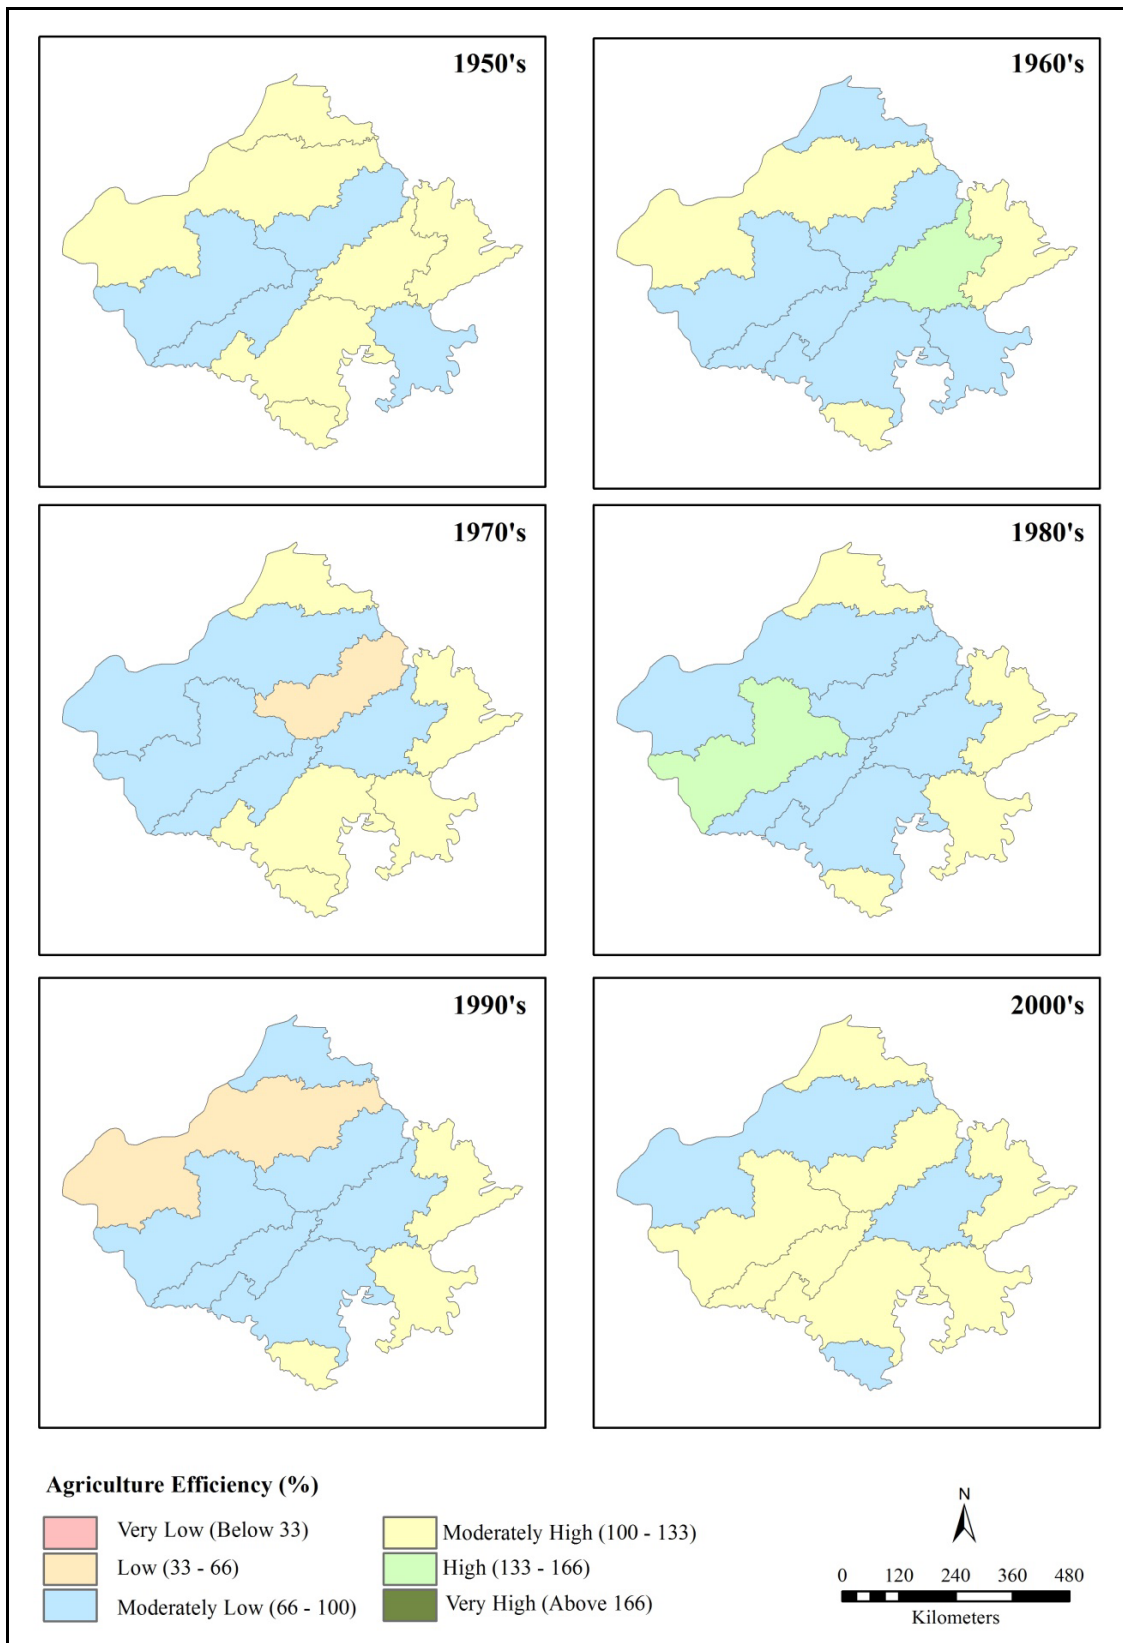 1950's
1960's
1970's
1980's
1990's
2000's
Agriculture Efficiency (%)
Very Low (Below 33)
Low (33 - 66)
Moderately Low (66 - 100)
Moderately High (100 - 133)
High (133 - 166)
Very High (Above 166)
N
0 120 240 360 480
Kilometers